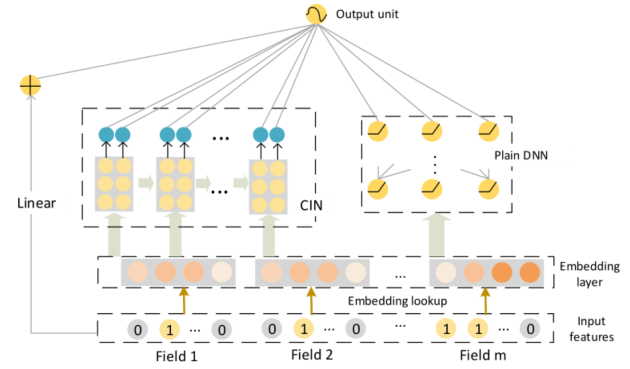 Output unit
...
Plain DNN
...
CIN
Linear
Embedding
layer
...
Embedding lookup
0 1 ... 0 0 1 ... 0 ... 1 1 ... 0
Input
features
Field 1 Field 2 Field m